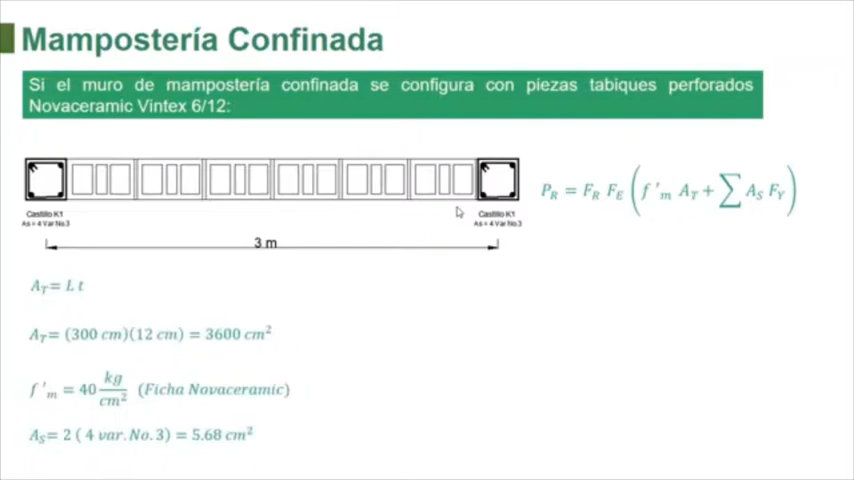 Mampostería Confinada
Si el muro de mampostería confinada se configura con piezas tabiques perforados
Novaceramic Vintex 6/12:
P_R = F_R F_E (f'_m A_T + ∑ A_S F_Y)
Castillo K1
As = 4 Var No.3
Castillo K1
As = 4 Var No.3
3 m
A_T= L t
A_T= (300 cm)(12 cm) = 3600 cm²
f'_m = 40 kg/cm² (Ficha Novaceramic)
A_S= 2 ( 4 var. No. 3) = 5.68 cm²